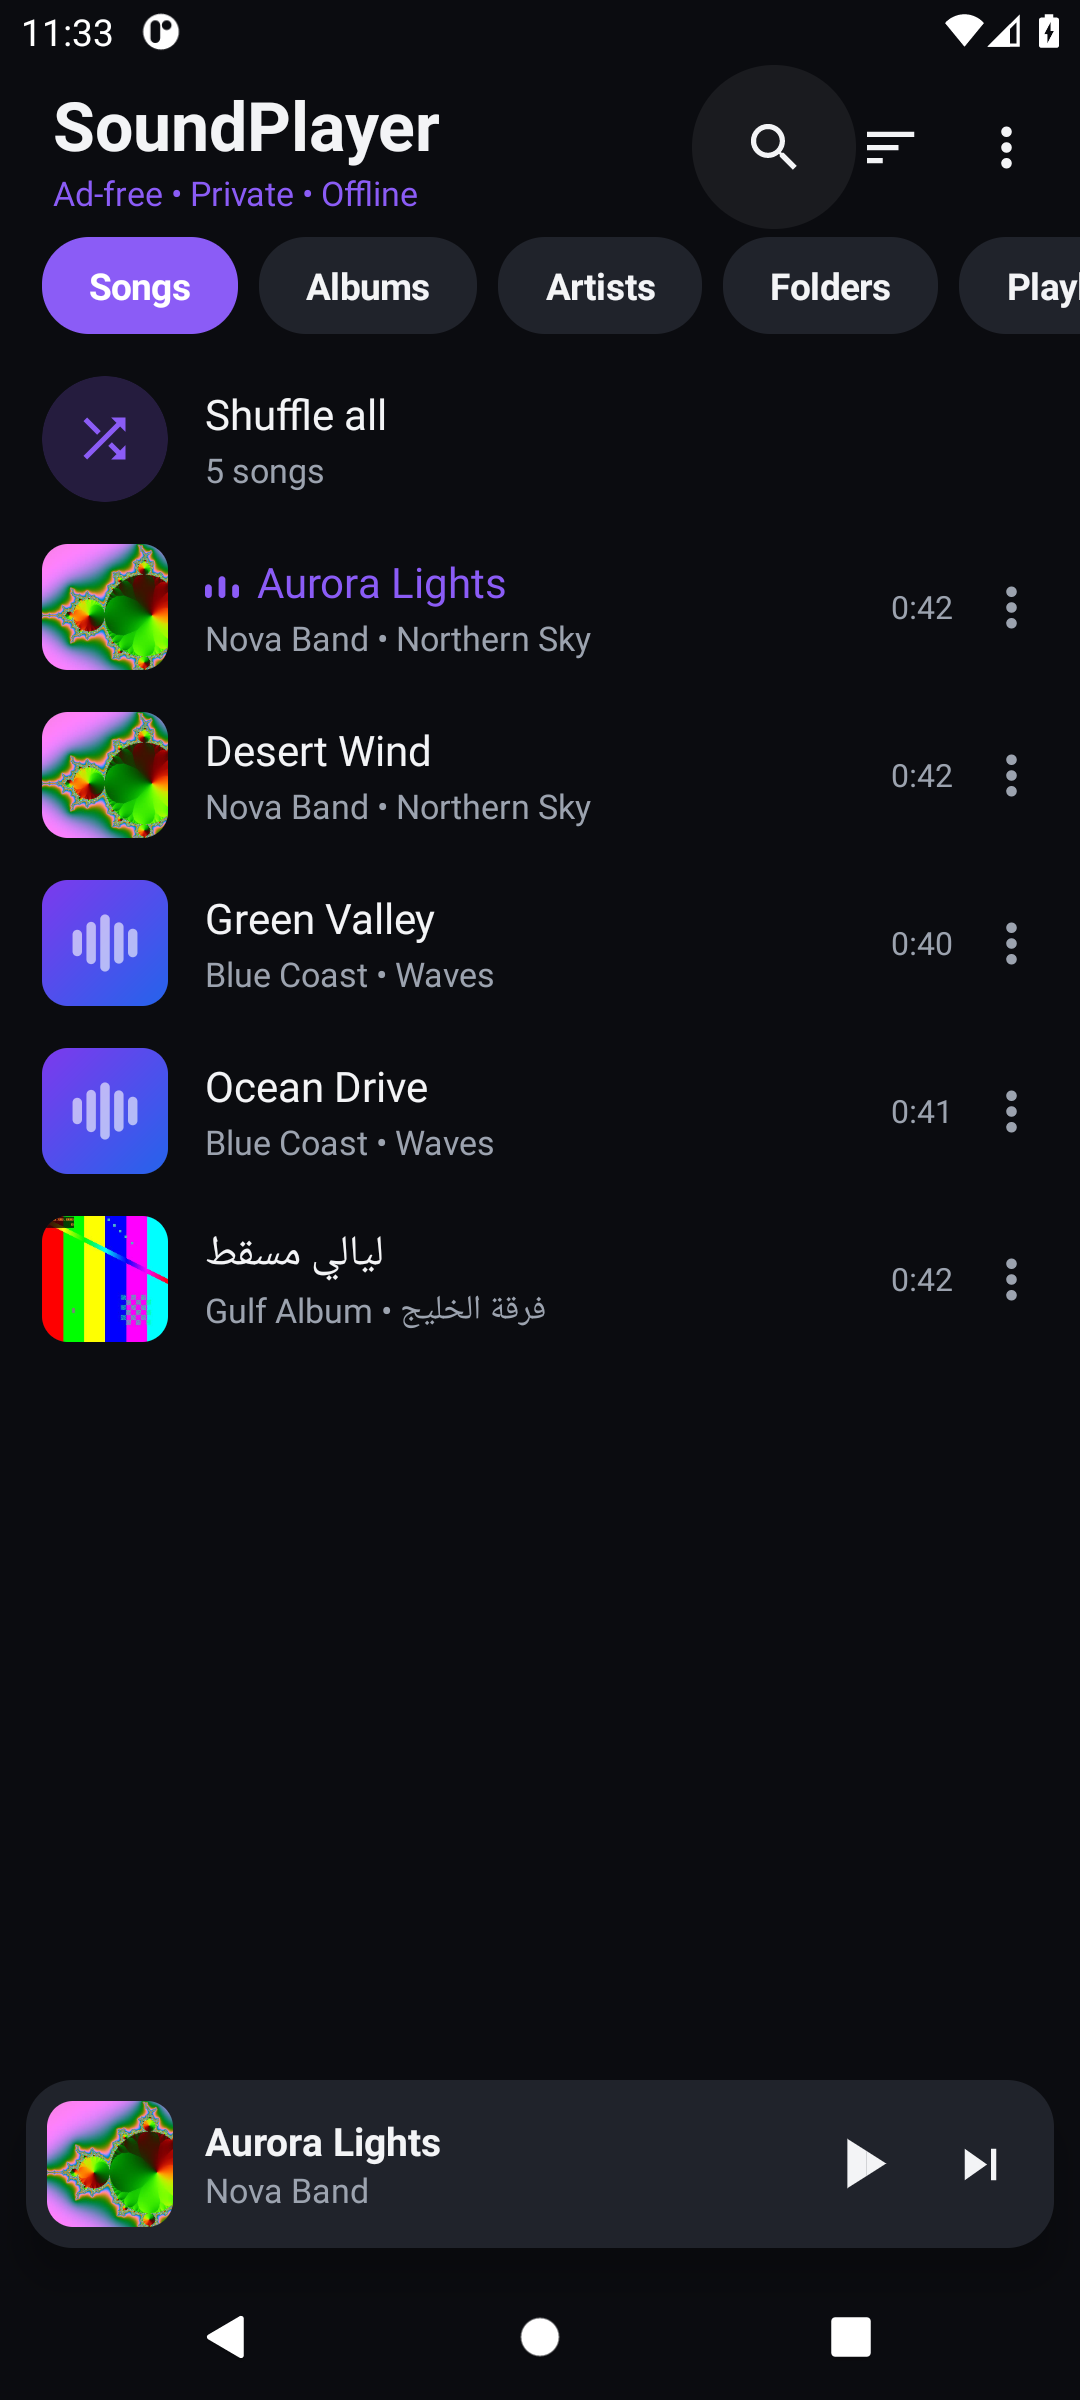 11:33
SoundPlayer
Ad-free • Private • Offline
Songs Albums Artists Folders Playl
Shuffle all
5 songs
Aurora Lights
Nova Band • Northern Sky
0:42
Desert Wind
Nova Band • Northern Sky
0:42
Green Valley
Blue Coast • Waves
0:40
Ocean Drive
Blue Coast • Waves
0:41
ليالي مسقط
Gulf Album • فرقة الخليج
0:42
Aurora Lights
Nova Band